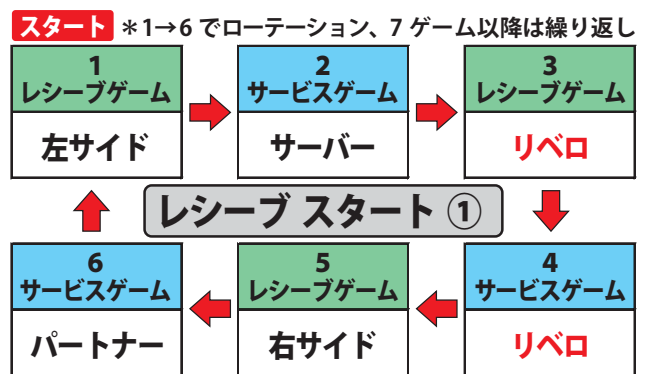 スタート ＊1→6 でローテーション、7 ゲーム以降は繰り返し
1
レシーブゲーム
左サイド
2
サービスゲーム
サーバー
3
レシーブゲーム
リベロ
レシーブ スタート ①
6
サービスゲーム
パートナー
5
レシーブゲーム
右サイド
4
サービスゲーム
リベロ